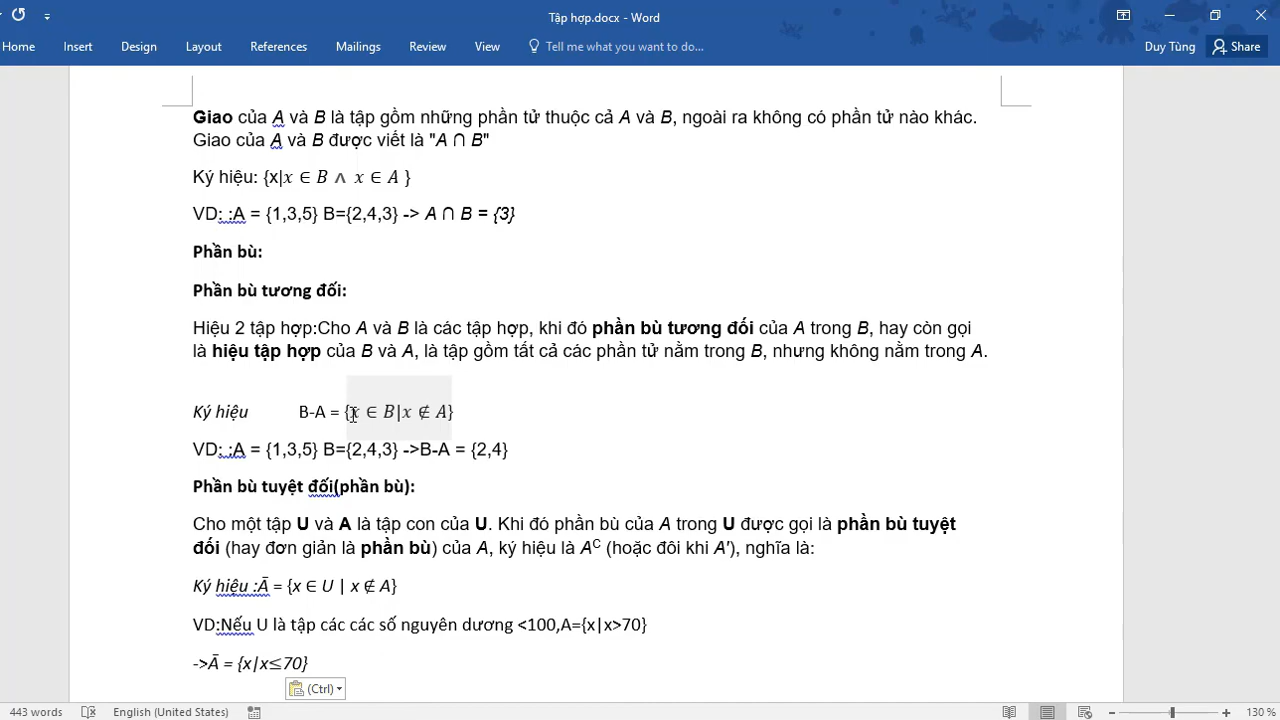 Tập hợp.docx - Word
Home Insert Design Layout References Mailings Review View Tell me what you want to do... Duy Tùng Share
Giao của A và B là tập gồm những phần tử thuộc cả A và B, ngoài ra không có phần tử nào khác.
Giao của A và B được viết là "A ∩ B"
Ký hiệu: {x|x ∈ B ∧ x ∈ A }
VD: :A = {1,3,5} B={2,4,3} -> A ∩ B = {3}
Phần bù:
Phần bù tương đối:
Hiệu 2 tập hợp:Cho A và B là các tập hợp, khi đó phần bù tương đối của A trong B, hay còn gọi
là hiệu tập hợp của B và A, là tập gồm tất cả các phần tử nằm trong B, nhưng không nằm trong A.
Ký hiệu B-A = {x ∈ B|x ∉ A}
VD: :A = {1,3,5} B={2,4,3} ->B-A = {2,4}
Phần bù tuyệt đối(phần bù):
Cho một tập U và A là tập con của U. Khi đó phần bù của A trong U được gọi là phần bù tuyệt
đối (hay đơn giản là phần bù) của A, ký hiệu là Aᶜ (hoặc đôi khi A′), nghĩa là:
Ký hiệu :Ā = {x ∈ U | x ∉ A}
VD:Nếu U là tập các các số nguyên dương <100,A={x|x>70}
->Ā = {x|x≤70}
(Ctrl)
443 words English (United States) 130 %